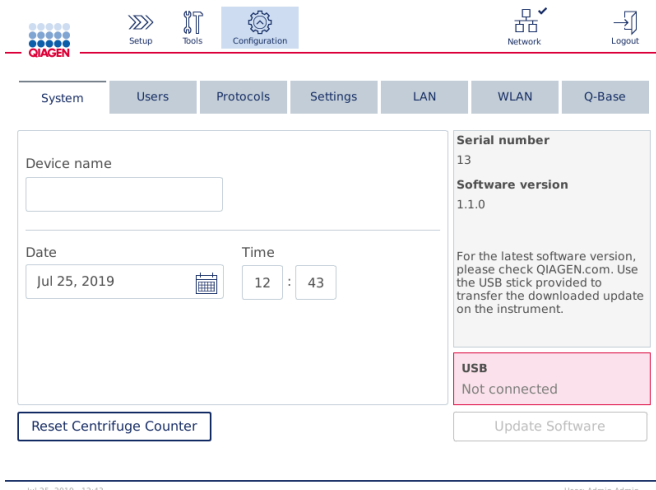 Setup
Tools
Configuration
Network
Logout
QIAGEN
System
Users
Protocols
Settings
LAN
WLAN
Q-Base
Device name
Date
Time
Jul 25, 2019
12 : 43
Serial number
13
Software version
1.1.0
For the latest software version,
please check QIAGEN.com. Use
the USB stick provided to
transfer the downloaded update
on the instrument.
USB
Not connected
Reset Centrifuge Counter
Update Software